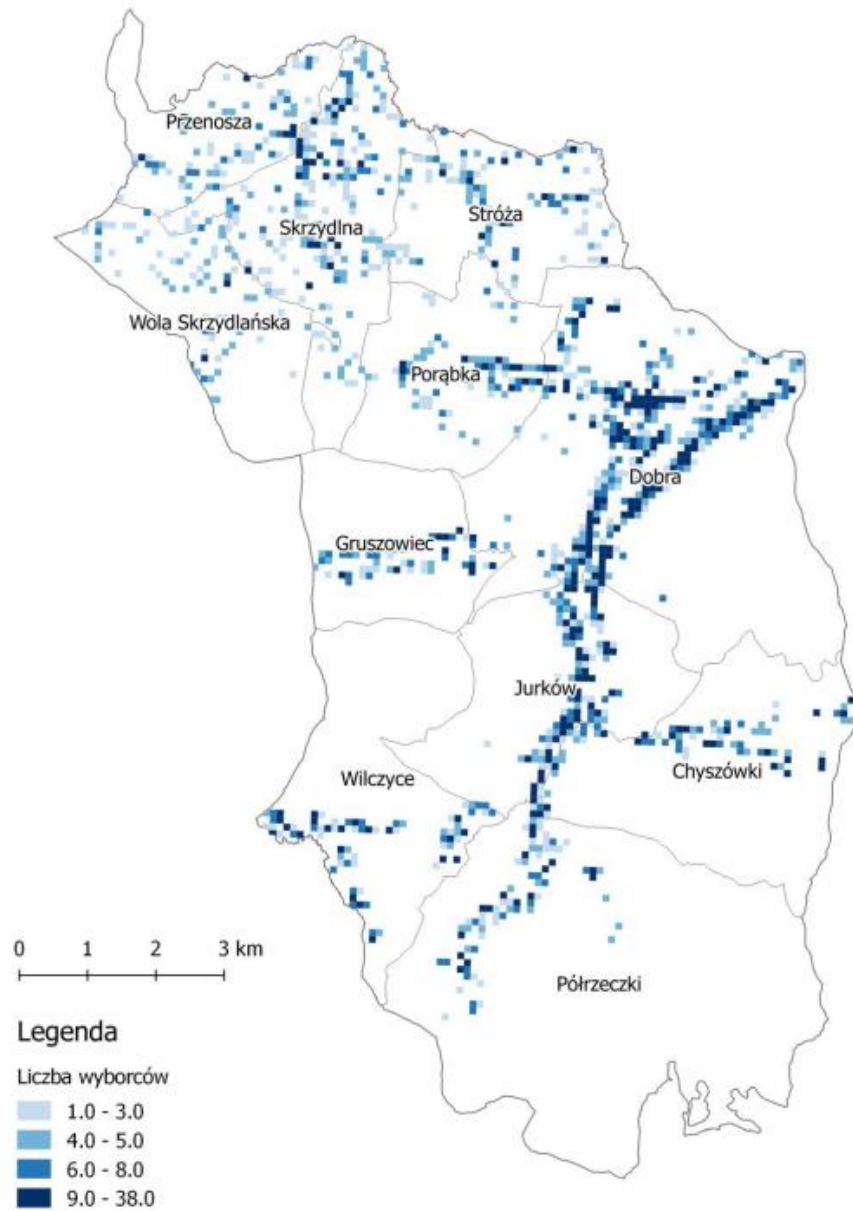 Przenosza
Stróża
Skrzydlna
Wola Skrzydlańska
Porąbka
Dobra
Gruszowiec
Jurków
Chyszówki
Wilczyce
0 1 2 3 km
Półrzeczki
Legenda
Liczba wyborców
1.0 - 3.0
4.0 - 5.0
6.0 - 8.0
9.0 - 38.0